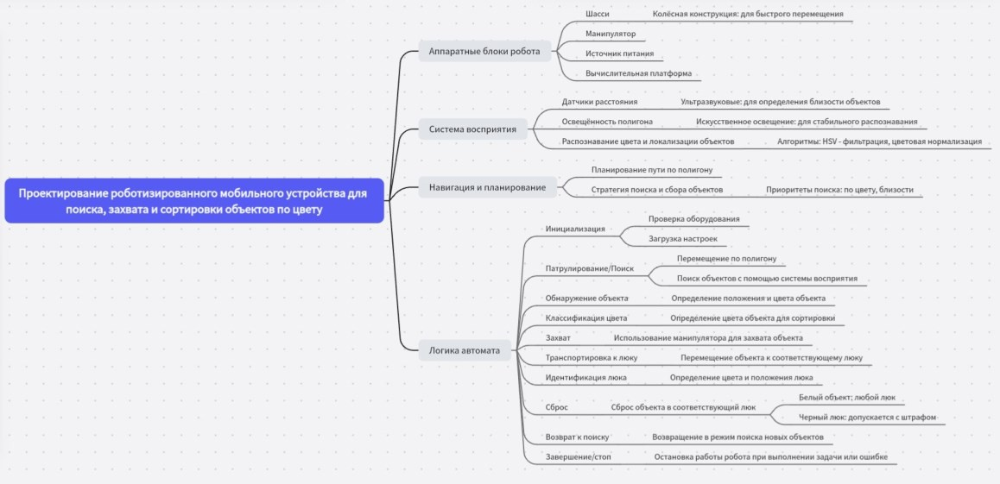 Проектирование роботизированного мобильного устройства для
поиска, захвата и сортировки объектов по цвету
Аппаратные блоки робота
Шасси
Колёсная конструкция: для быстрого перемещения
Манипулятор
Источник питания
Вычислительная платформа
Система восприятия
Датчики расстояния
Ультразвуковые: для определения близости объектов
Освещённость полигона
Искусственное освещение: для стабильного распознавания
Распознавание цвета и локализации объектов
Алгоритмы: HSV - фильтрация, цветовая нормализация
Навигация и планирование
Планирование пути по полигону
Стратегия поиска и сбора объектов
Приоритеты поиска: по цвету, близости
Логика автомата
Инициализация
Проверка оборудования
Загрузка настроек
Патрулирование/Поиск
Перемещение по полигону
Поиск объектов с помощью системы восприятия
Обнаружение объекта
Определение положения и цвета объекта
Классификация цвета
Определение цвета объекта для сортировки
Захват
Использование манипулятора для захвата объекта
Транспортировка к люку
Перемещение объекта к соответствующему люку
Идентификация люка
Определение цвета и положения люка
Сброс
Сброс объекта в соответствующий люк
Белый объект; любой люк
Черный люк: допускается с штрафом
Возврат к поиску
Возвращение в режим поиска новых объектов
Завершение/стоп
Остановка работы робота при выполнении задачи или ошибке